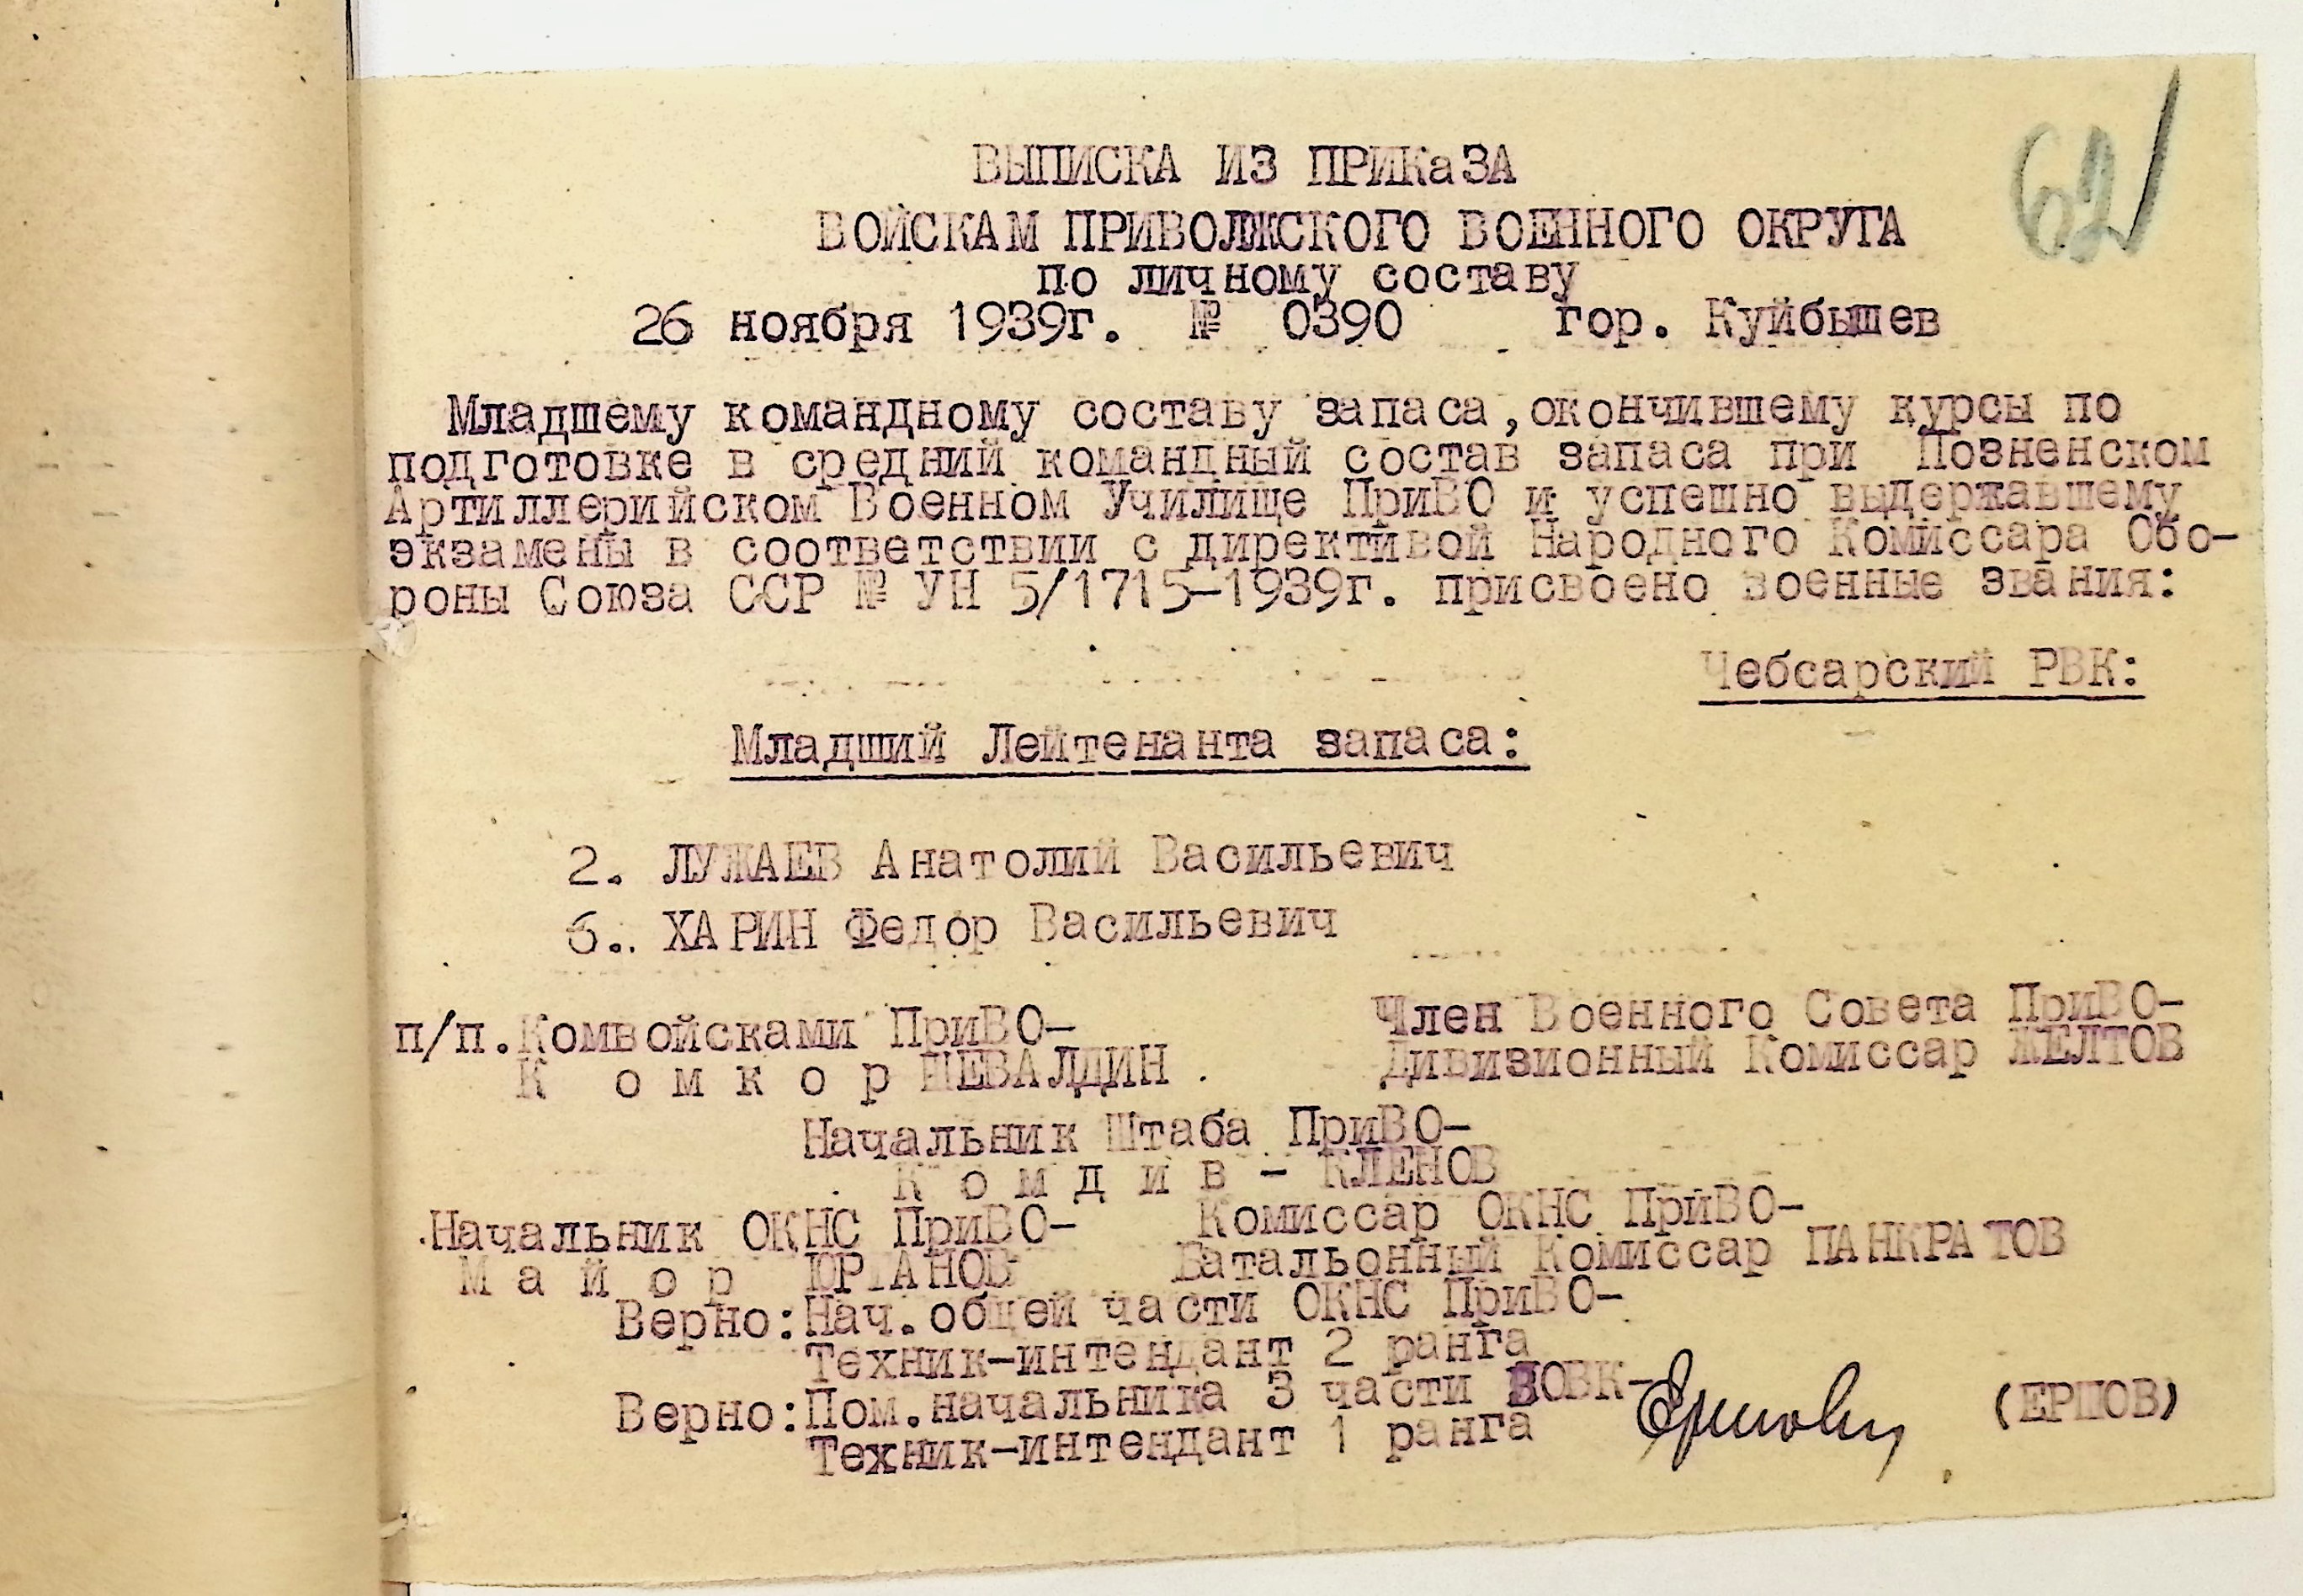 62
ВЫПИСКА ИЗ ПРИКаЗА
ВОЙСКАМ ПРИВОЛЖСКОГО ВОЕННОГО ОКРУГА
по личному составу
26 ноября 1939г. № 0390 гор. Куйбышев
Младшему командному составу запаса,окончившему курсы по
подготовке в средний командный состав запаса при Позненском
Артиллерийском Военном Училище ПриВО и успешно выдержавшему
экзамены в соответствии с директивой Народного Комиссара Обо-
роны Союза ССР № УН 5/1715-1939г. присвоено военные звания:
Чебсарский РВК:
Младший Лейтенанта запаса:
2. ЛУЖАЕВ Анатолий Васильевич
6.. ХАРИН Федор Васильевич
п/п.Комвойсками ПриВО- Член Военного Совета ПриВО-
К о м к о р ШЕВАЛДИН . Дивизионный Комиссар ЖЕЛТОВ
Начальник Штаба ПриВО-
К о м д и в - КЛЕНОВ
Начальник ОКНС ПриВО- Комиссар ОКНС ПриВО-
М а й о р Батальонный Комиссар ПАНКРАТОВ
Верно:Нач.общей части ОКНС ПриВО-
Техник-интендант 2 ранга
Верно:Пом.начальника 3 части ВОВК- Ершов (ЕРШОВ)
Техник-интендант 1 ранга